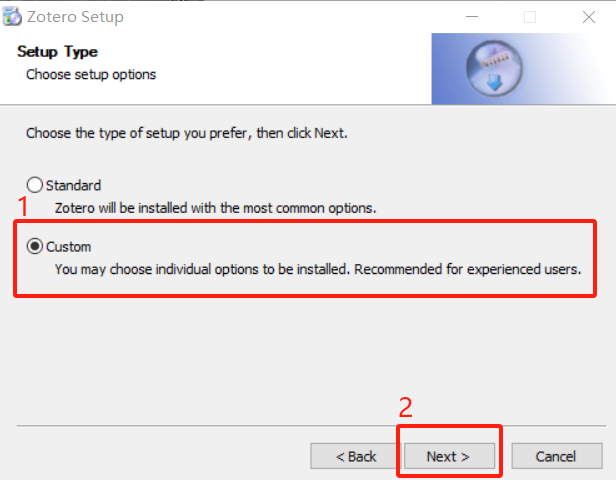 Zotero Setup
Setup Type
Choose setup options
Choose the type of setup you prefer, then click Next.
Standard
1
Zotero will be installed with the most common options.
Custom
You may choose individual options to be installed. Recommended for experienced users.
2
< Back
Next >
Cancel